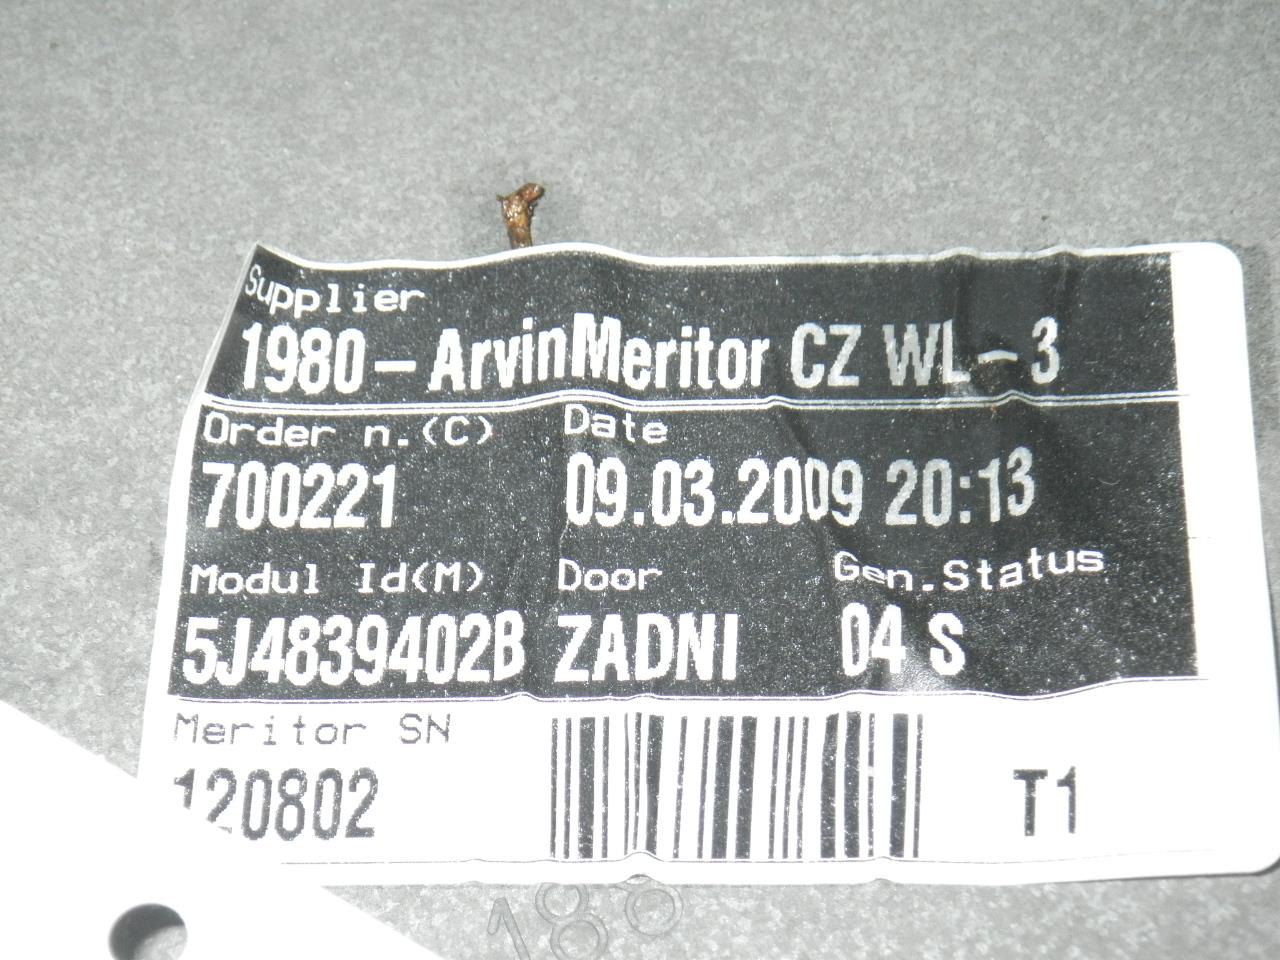 Supplier
1980-ArvinMeritor CZ WL-3
Order n.(C) Date
700221 09.03.2009 20:13
Modul Id(M) Door Gen.Status
5J4839402B ZADNI 04 S
Meritor SN
120802 T1
188